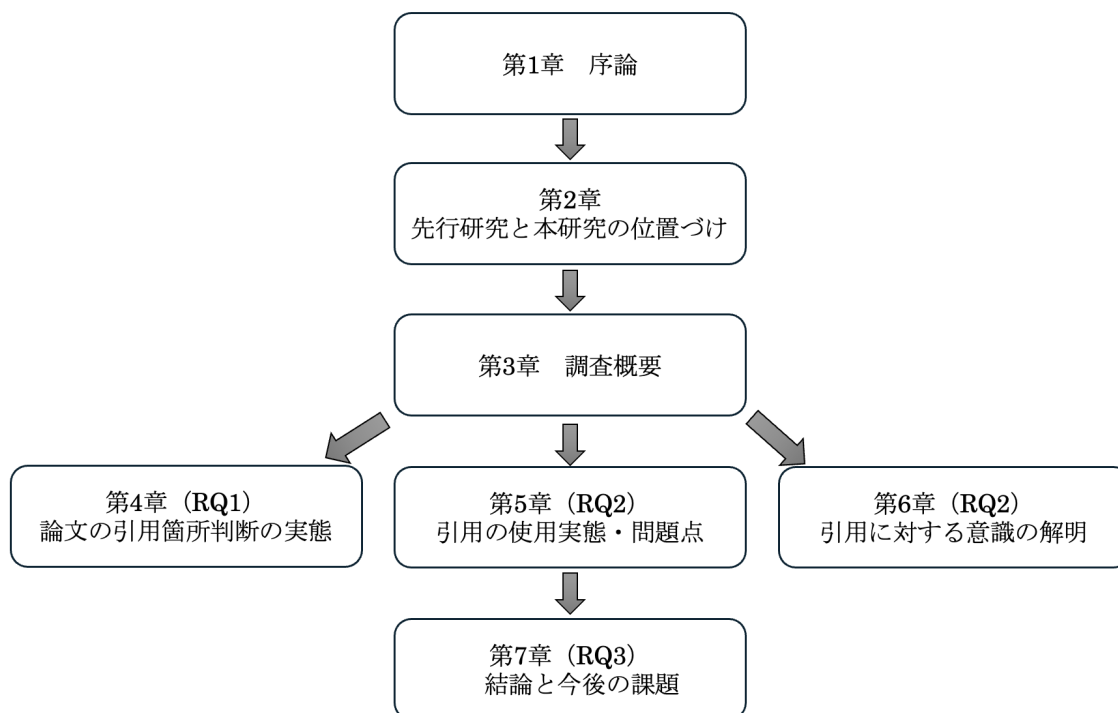 第1章　序論
第2章
先行研究と本研究の位置づけ
第3章　調査概要
第4章（RQ1）
論文の引用箇所判断の実態
第5章（RQ2）
引用の使用実態・問題点
第6章（RQ2）
引用に対する意識の解明
第7章（RQ3）
結論と今後の課題